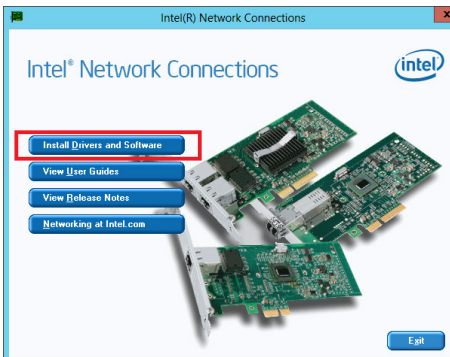 Intel(R) Network Connections
x
Intel® Network Connections
intel
Install Drivers and Software
View User Guides
View Release Notes
Networking at Intel.com
Exit